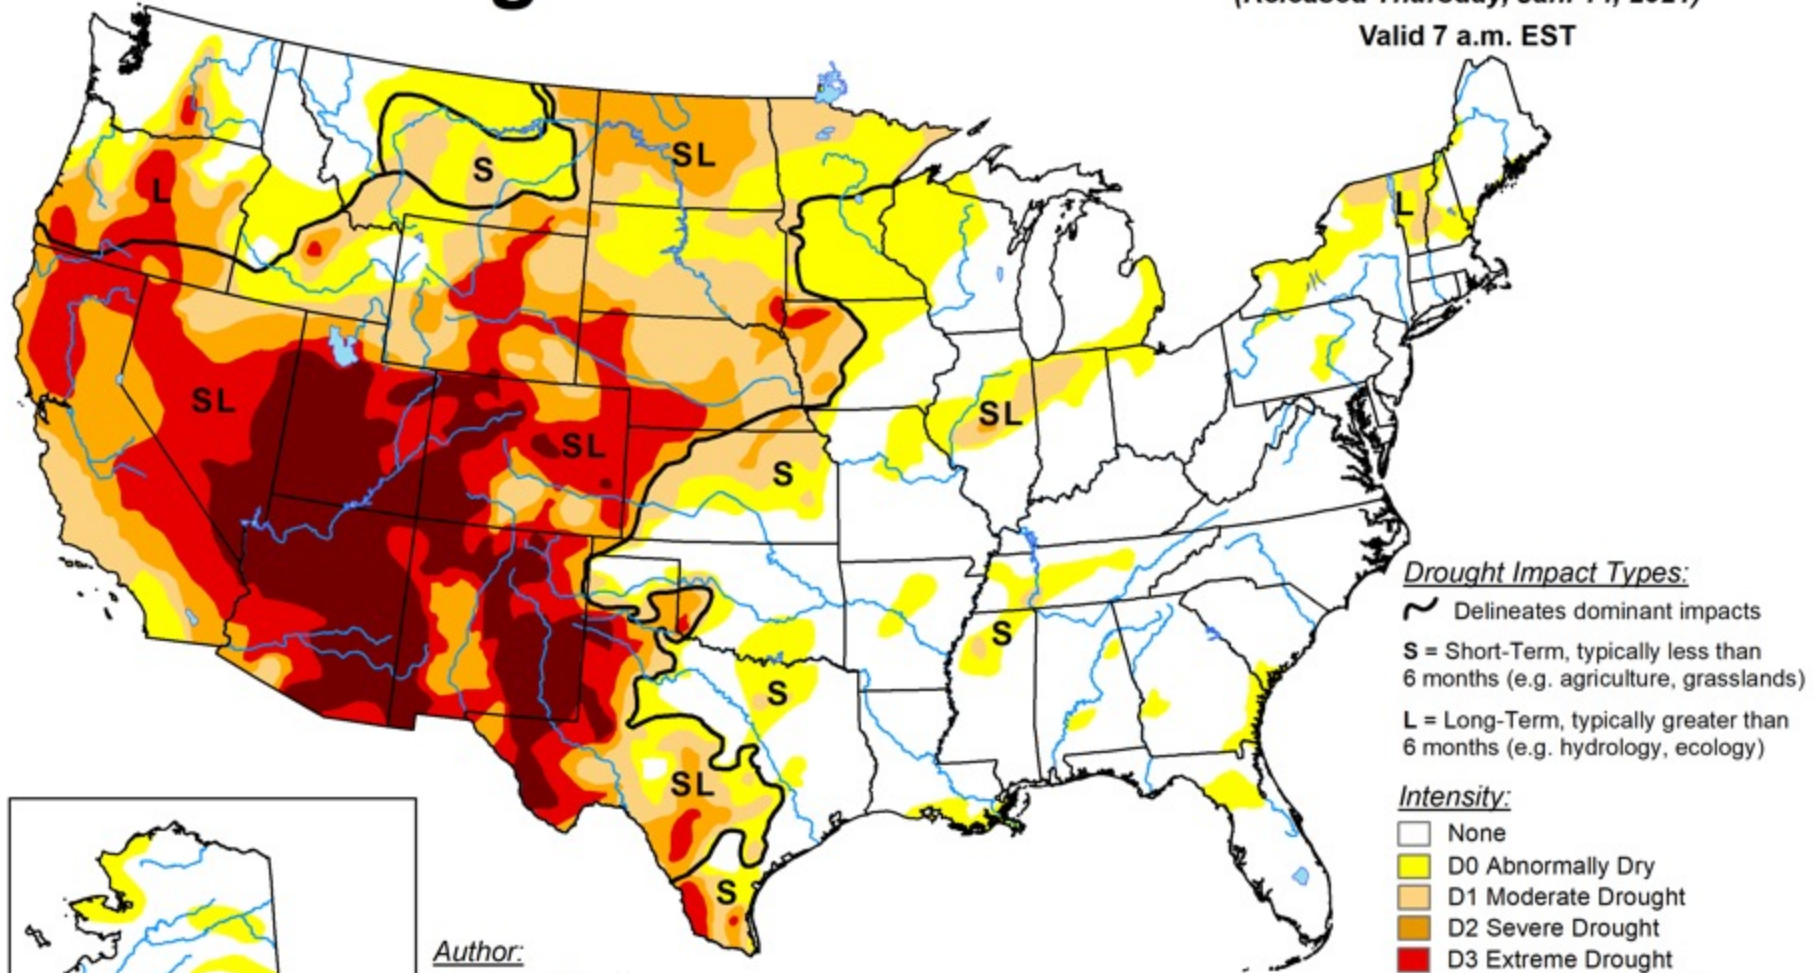 Valid 7 a.m. EST
S
SL
L
L
SL
SL
SL
S
S
S
SL
S
Drought Impact Types:
Delineates dominant impacts
S = Short-Term, typically less than
6 months (e.g. agriculture, grasslands)
L = Long-Term, typically greater than
6 months (e.g. hydrology, ecology)
Intensity:
None
D0 Abnormally Dry
D1 Moderate Drought
D2 Severe Drought
D3 Extreme Drought
Author: